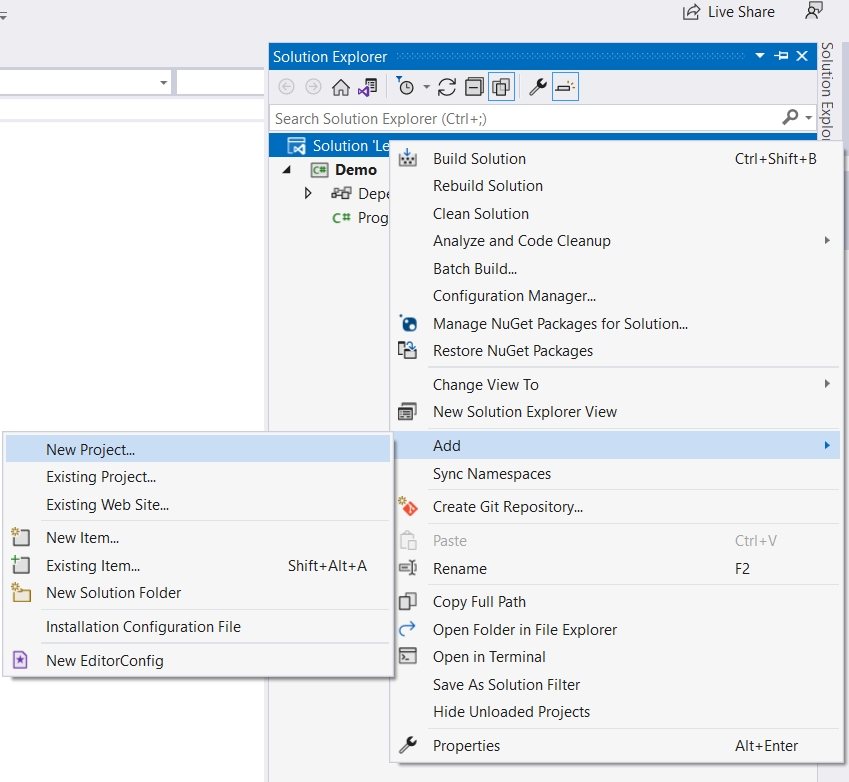 Live Share
Solution Explorer
Search Solution Explorer (Ctrl+;)
Solution 'Le
C# Demo
Depe
C# Prog
Build Solution Ctrl+Shift+B
Rebuild Solution
Clean Solution
Analyze and Code Cleanup
Batch Build...
Configuration Manager...
Manage NuGet Packages for Solution...
Restore NuGet Packages
Change View To
New Solution Explorer View
Add
Sync Namespaces
Create Git Repository...
Paste Ctrl+V
Rename F2
Copy Full Path
Open Folder in File Explorer
Open in Terminal
Save As Solution Filter
Hide Unloaded Projects
Properties Alt+Enter
New Project...
Existing Project...
Existing Web Site...
New Item...
Existing Item... Shift+Alt+A
New Solution Folder
Installation Configuration File
New EditorConfig
Solution Explo